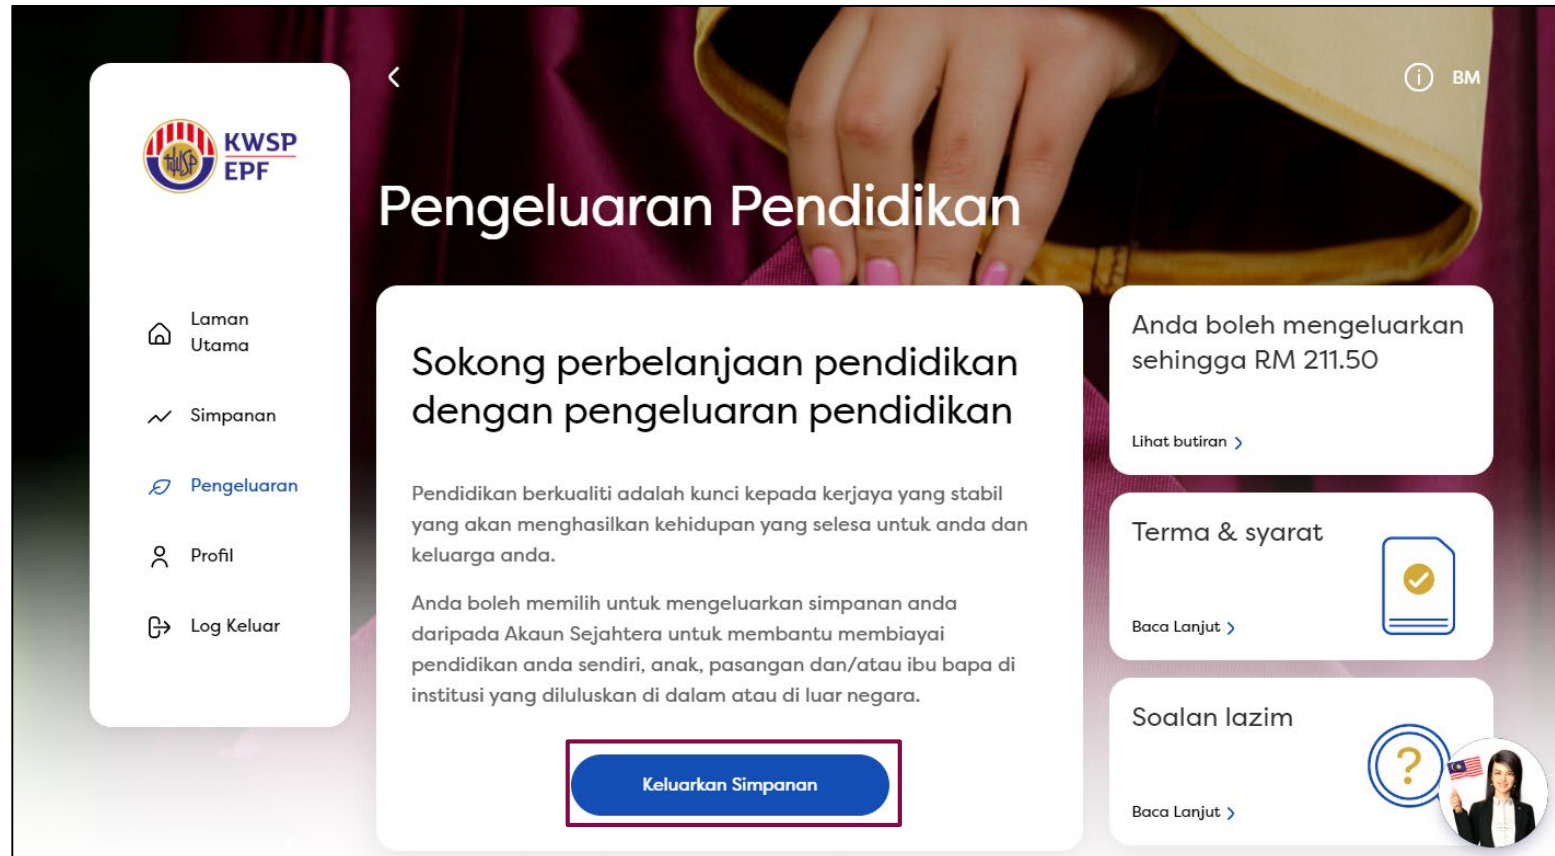 KWSP
EPF
BM
Pengeluaran Pendidikan
Laman
Utama
Simpanan
Pengeluaran
Profil
Log Keluar
Sokong perbelanjaan pendidikan
dengan pengeluaran pendidikan
Pendidikan berkualiti adalah kunci kepada kerjaya yang stabil
yang akan menghasilkan kehidupan yang selesa untuk anda dan
keluarga anda.
Anda boleh memilih untuk mengeluarkan simpanan anda
daripada Akaun Sejahtera untuk membantu membiayai
pendidikan anda sendiri, anak, pasangan dan/atau ibu bapa di
institusi yang diluluskan di dalam atau di luar negara.
Keluarkan Simpanan
Anda boleh mengeluarkan
sehingga RM 211.50
Lihat butiran
Terma & syarat
Baca Lanjut
Soalan lazim
?
Baca Lanjut